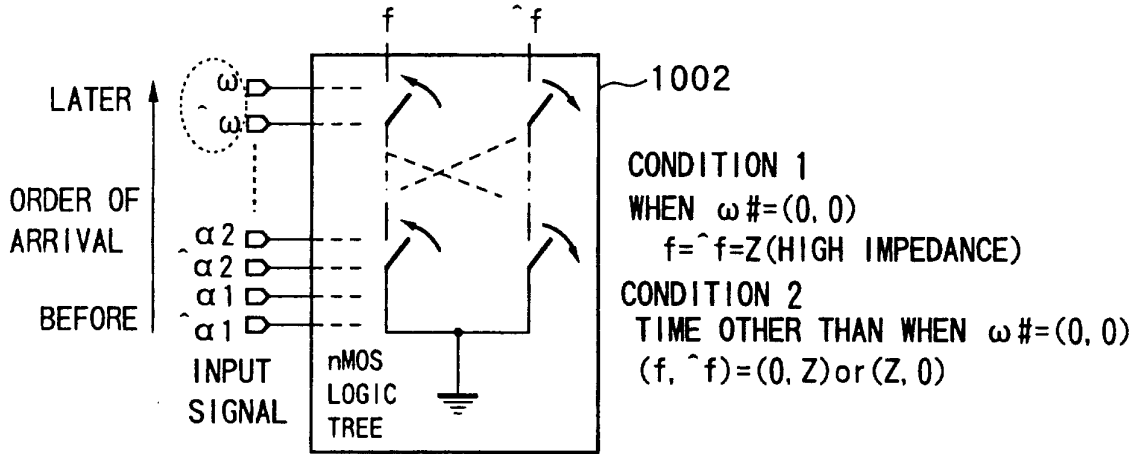 f ^f
ω
^ω
1002
LATER
ORDER OF
ARRIVAL
BEFORE
α2
^α2
α1
^α1
INPUT
SIGNAL
nMOS
LOGIC
TREE
CONDITION 1
WHEN ω#=(0,0)
f=^f=Z(HIGH IMPEDANCE)
CONDITION 2
TIME OTHER THAN WHEN ω#=(0,0)
(f,^f)=(0,Z)or(Z,0)